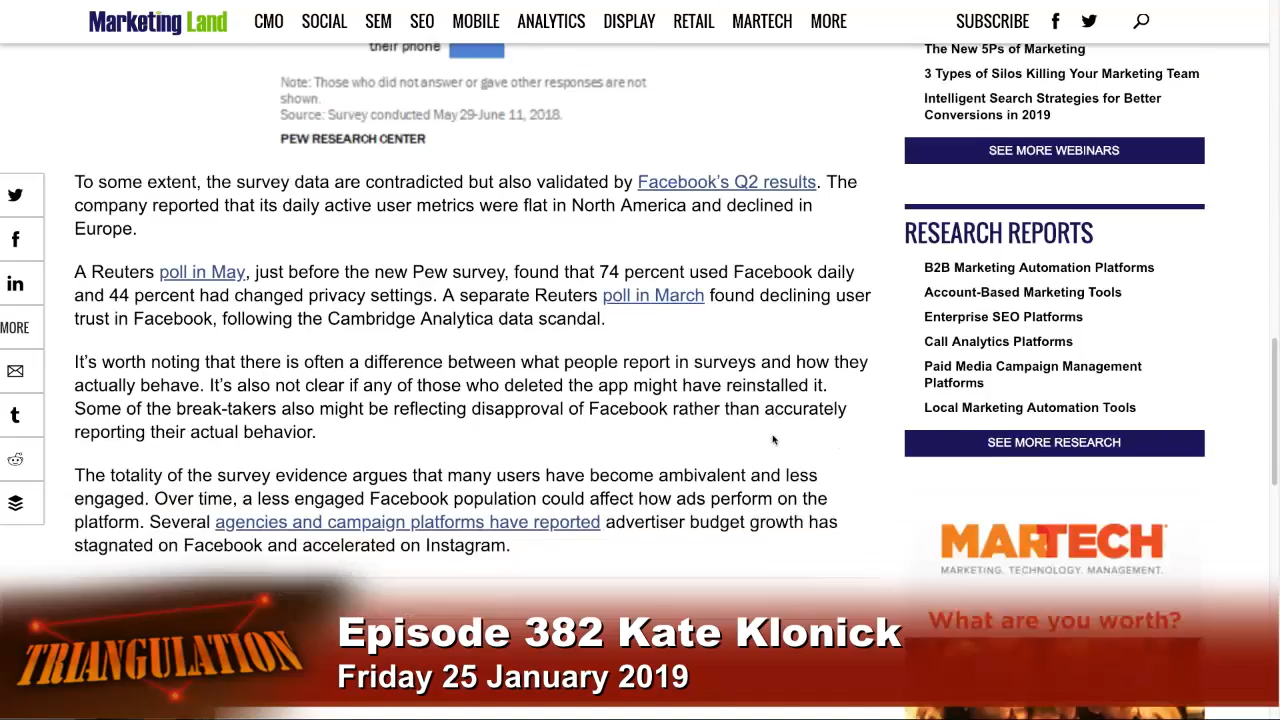 Marketing Land
CMO SOCIAL SEM SEO MOBILE ANALYTICS DISPLAY RETAIL MARTECH MORE SUBSCRIBE
their phone
Note: Those who did not answer or gave other responses are not
shown.
Source: Survey conducted May 29-June 11, 2018.
PEW RESEARCH CENTER
To some extent, the survey data are contradicted but also validated by Facebook’s Q2 results. The
company reported that its daily active user metrics were flat in North America and declined in
Europe.
A Reuters poll in May, just before the new Pew survey, found that 74 percent used Facebook daily
and 44 percent had changed privacy settings. A separate Reuters poll in March found declining user
trust in Facebook, following the Cambridge Analytica data scandal.
It’s worth noting that there is often a difference between what people report in surveys and how they
actually behave. It’s also not clear if any of those who deleted the app might have reinstalled it.
Some of the break-takers also might be reflecting disapproval of Facebook rather than accurately
reporting their actual behavior.
The totality of the survey evidence argues that many users have become ambivalent and less
engaged. Over time, a less engaged Facebook population could affect how ads perform on the
platform. Several agencies and campaign platforms have reported advertiser budget growth has
stagnated on Facebook and accelerated on Instagram.
MORE
The New 5Ps of Marketing
3 Types of Silos Killing Your Marketing Team
Intelligent Search Strategies for Better
Conversions in 2019
SEE MORE WEBINARS
RESEARCH REPORTS
B2B Marketing Automation Platforms
Account-Based Marketing Tools
Enterprise SEO Platforms
Call Analytics Platforms
Paid Media Campaign Management
Platforms
Local Marketing Automation Tools
SEE MORE RESEARCH
MARTECH
MARKETING. TECHNOLOGY. MANAGEMENT.
What are you worth?
TRIANGULATION
Episode 382 Kate Klonick
Friday 25 January 2019